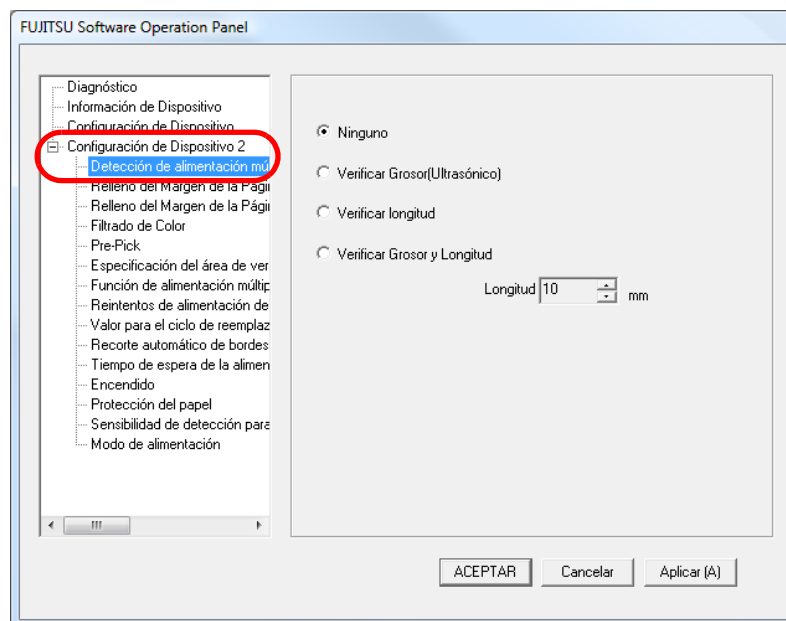 FUJITSU Software Operation Panel
Diagnóstico
Información de Dispositivo
Configuración de Dispositivo
Configuración de Dispositivo 2
Detección de alimentación mú
Relleno del Margen de la Págin
Relleno del Margen de la Págin
Filtrado de Color
Pre-Pick
Especificación del área de ver
Función de alimentación múltip
Reintentos de alimentación de
Valor para el ciclo de reemplaz
Recorte automático de bordes
Tiempo de espera de la alimen
Encendido
Protección del papel
Sensibilidad de detección para
Modo de alimentación
Ninguno
Verificar Grosor(Ultrasónico)
Verificar longitud
Verificar Grosor y Longitud
Longitud 10 mm
ACEPTAR Cancelar Aplicar (A)